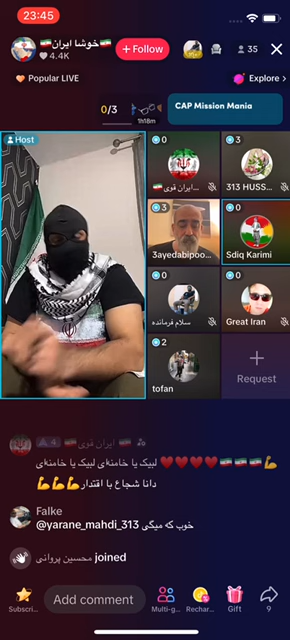 23:45
🇮🇷خوشا ایران🇮🇷
4.4K
+ Follow
35
Popular LIVE
Explore >
0/3
1h18m
CAP Mission Mania
Host
0
ایران قوی...
3
313 HUSS...
3
3ayedabipoo...
0
Sdiq Karimi
0
سلام فرمانده
0
Great Iran
2
tofan
+
Request
4 ایران قوی🇮🇷
لبیک یا خامنه‌ای لبیک یا خامنه‌ای ❤️❤️❤️❤️🇮🇷🇮🇷🇮🇷💪
دانا شجاع با اقتدار💪💪💪
Falke
@yarane_mahdi_313 خوب که میگی
محسین پروانی joined
Subscri...
Add comment
Multi-g...
Rechar...
Gift
9